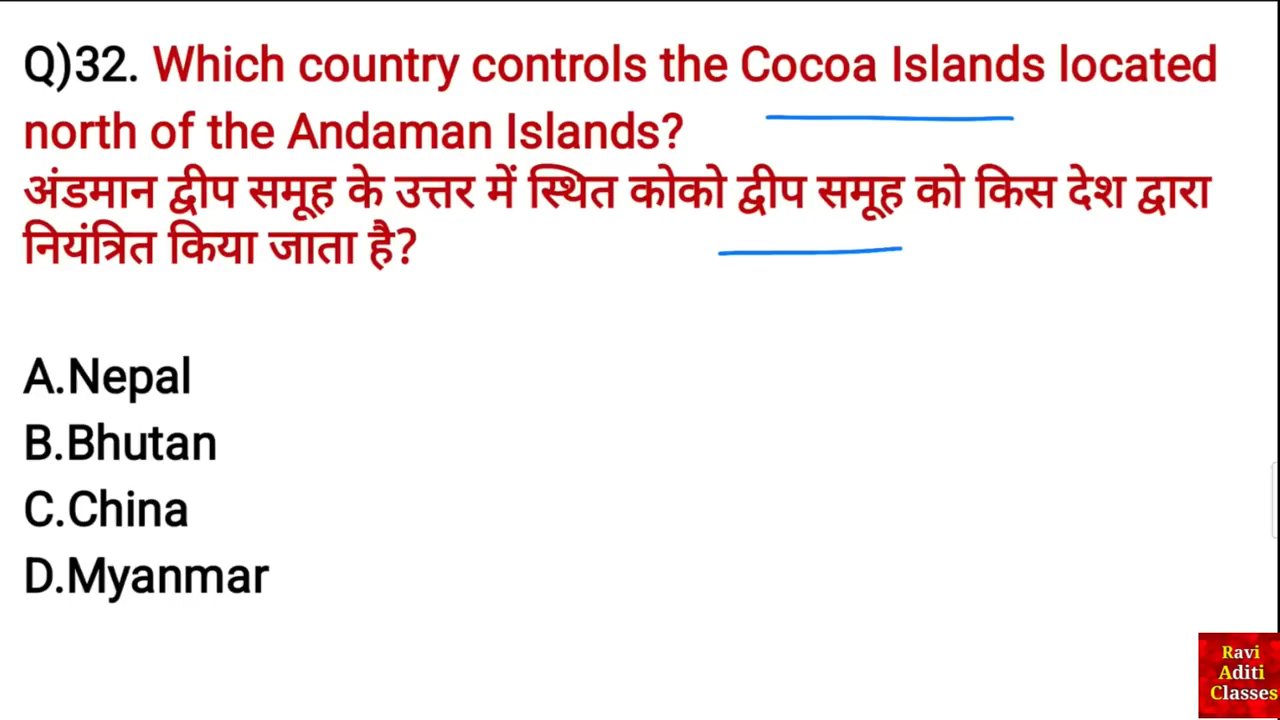 Q)32. Which country controls the Cocoa Islands located
north of the Andaman Islands?
अंडमान द्वीप समूह के उत्तर में स्थित कोको द्वीप समूह को किस देश द्वारा
नियंत्रित किया जाता है?
A.Nepal
B.Bhutan
C.China
D.Myanmar
Ravi
Aditi
Classes